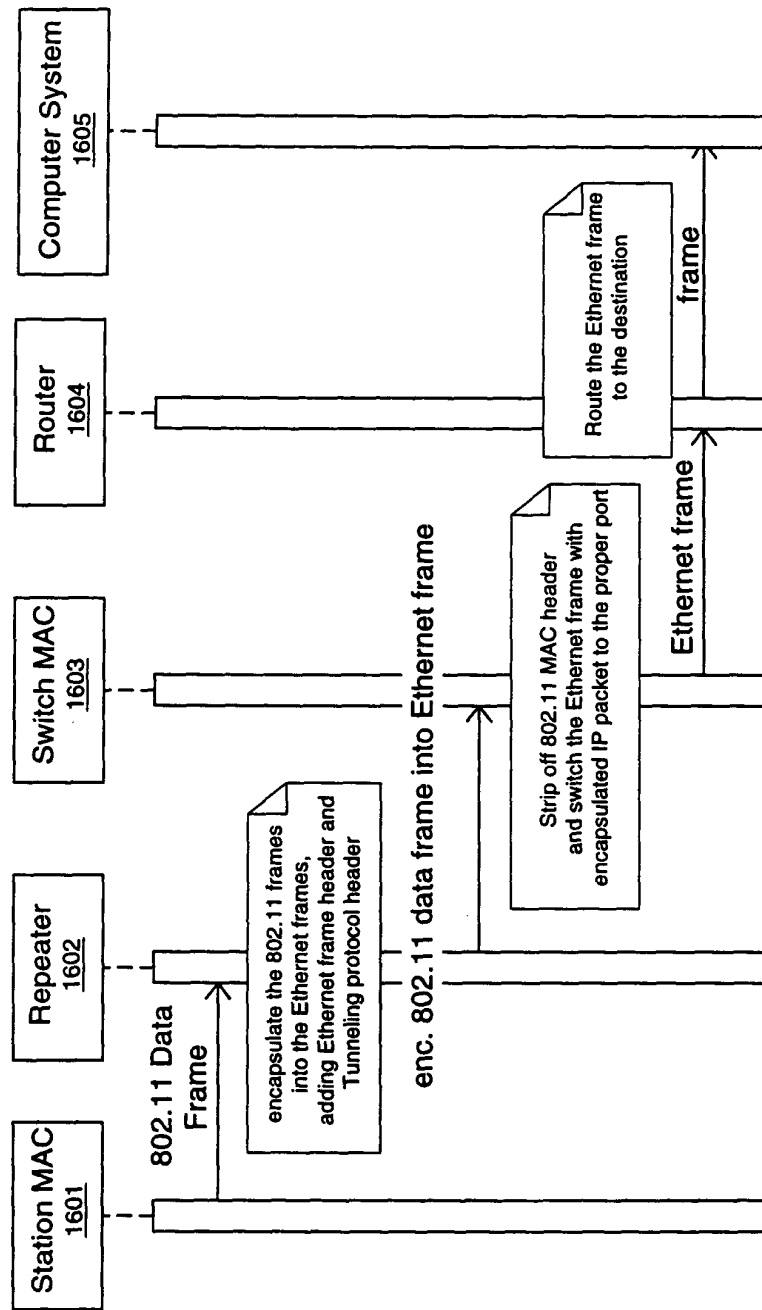 Station MAC
1601
Repeater
1602
Switch MAC
1603
Router
1604
Computer System
1605
802.11 Data
Frame
encapsulate the 802.11 frames
into the Ethernet frames,
adding Ethernet frame header and
Tunneling protocol header
enc. 802.11 data frame into Ethernet frame
Strip off 802.11 MAC header
and switch the Ethernet frame with
encapsulated IP packet to the proper port
Ethernet frame
Route the Ethernet frame
to the destination
frame